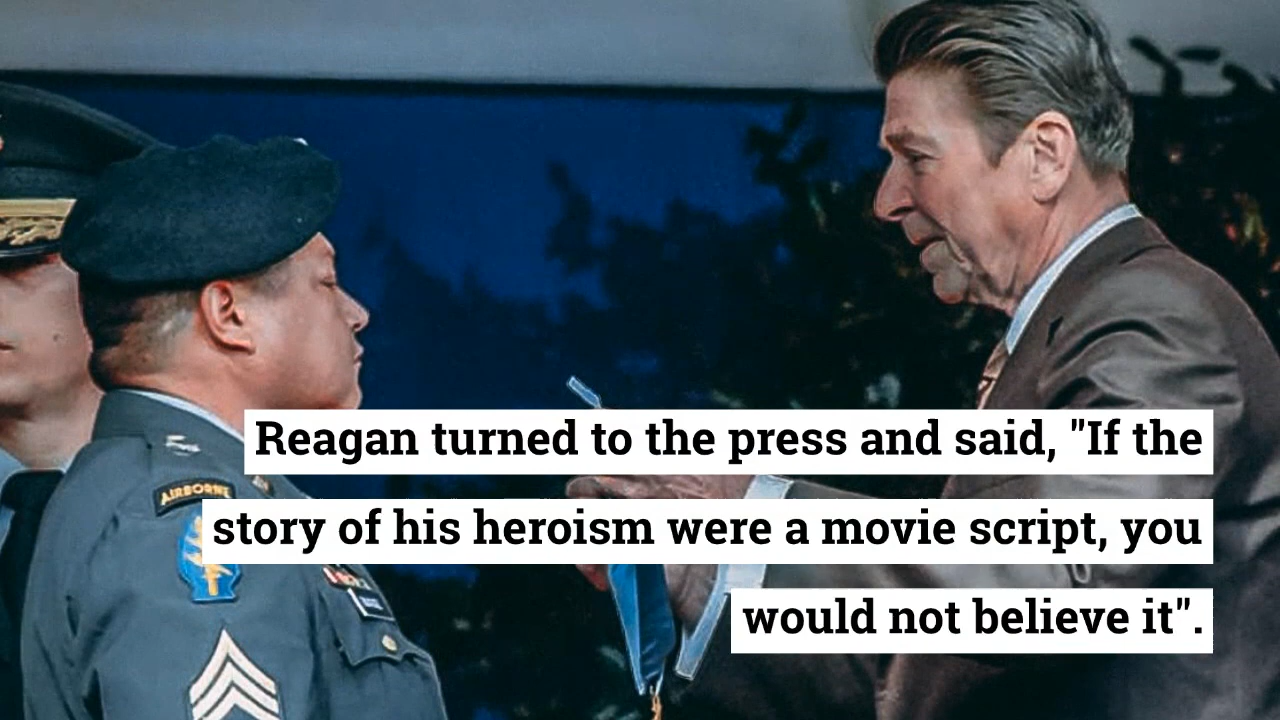 Reagan turned to the press and said, "If the
story of his heroism were a movie script, you
would not believe it".
AIRBORNE